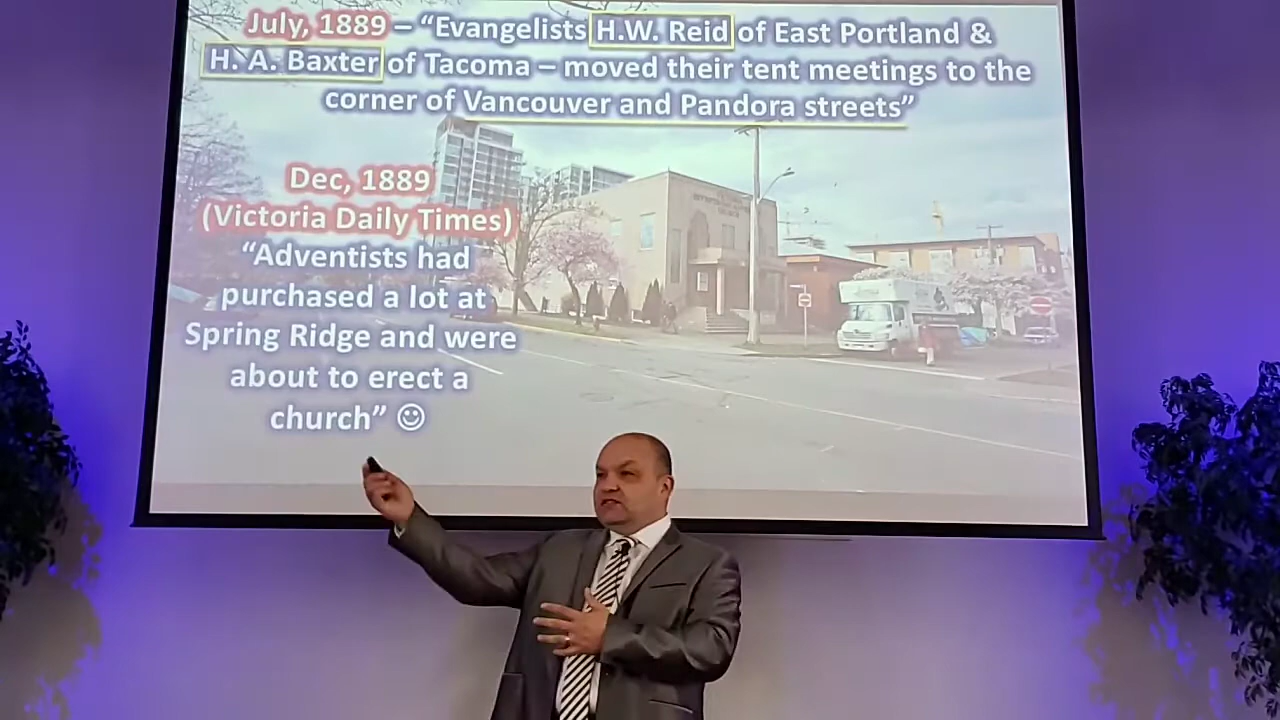 July, 1889 – “Evangelists H.W. Reid of East Portland &
H. A. Baxter of Tacoma – moved their tent meetings to the
corner of Vancouver and Pandora streets”
Dec, 1889
(Victoria Daily Times)
“Adventists had
purchased a lot at
Spring Ridge and were
about to erect a
church” ☺